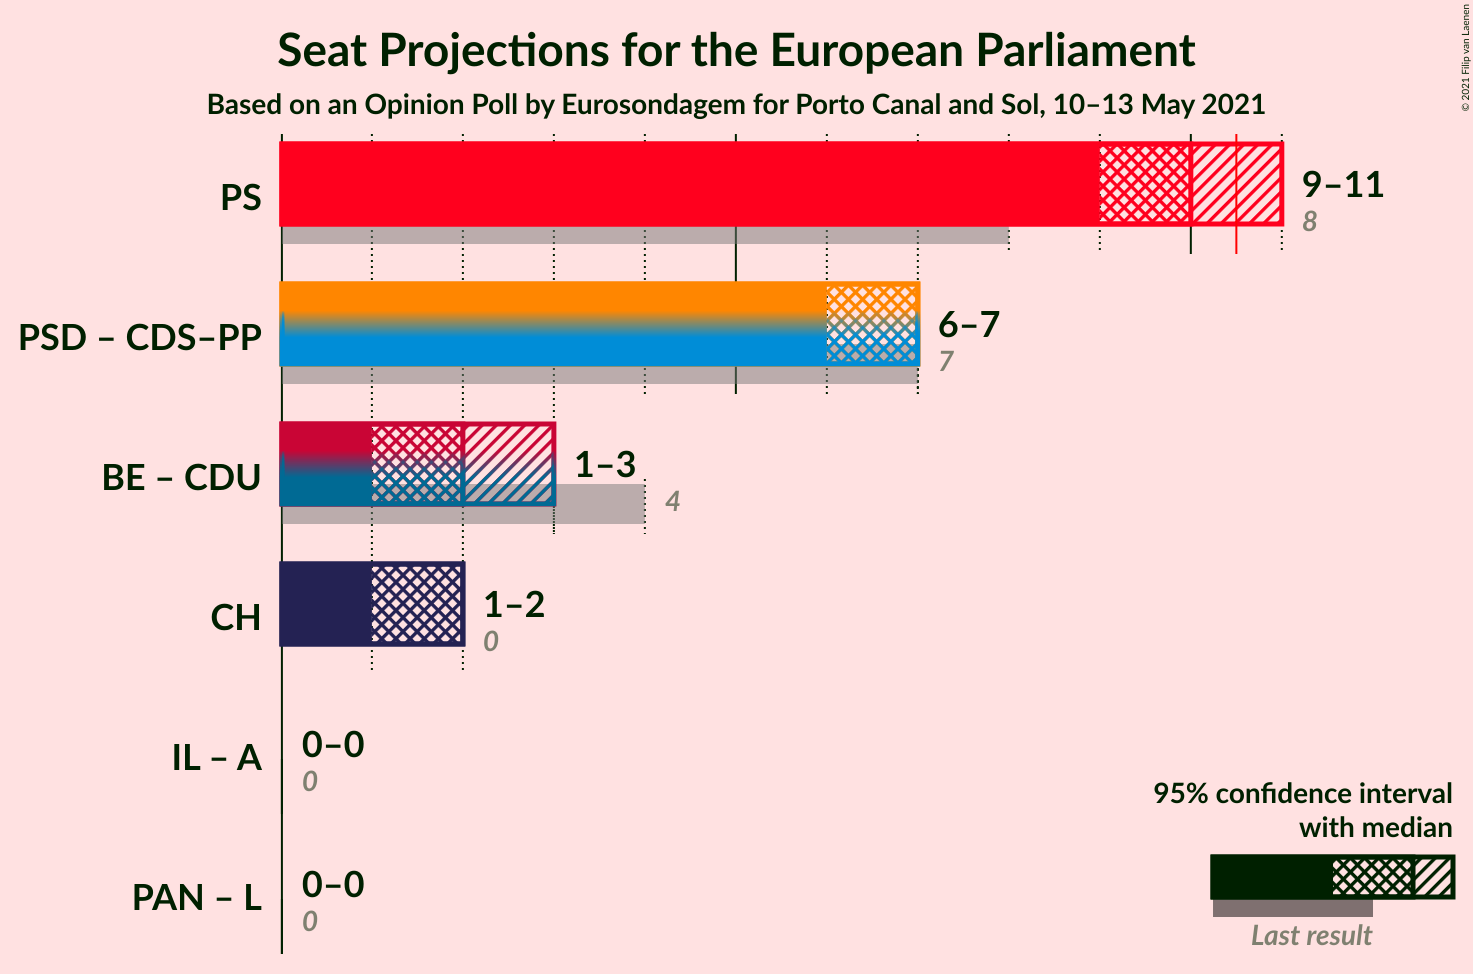 Seat Projections for the European Parliament
Based on an Opinion Poll by Eurosondagem for Porto Canal and Sol, 10–13 May 2021
© 2021 Filip van Laenen
PS
9–11
8
PSD – CDS–PP
6–7
7
BE – CDU
1–3
4
CH
1–2
0
IL – A
0–0
0
PAN – L
0–0
0
95% confidence interval
with median
Last result